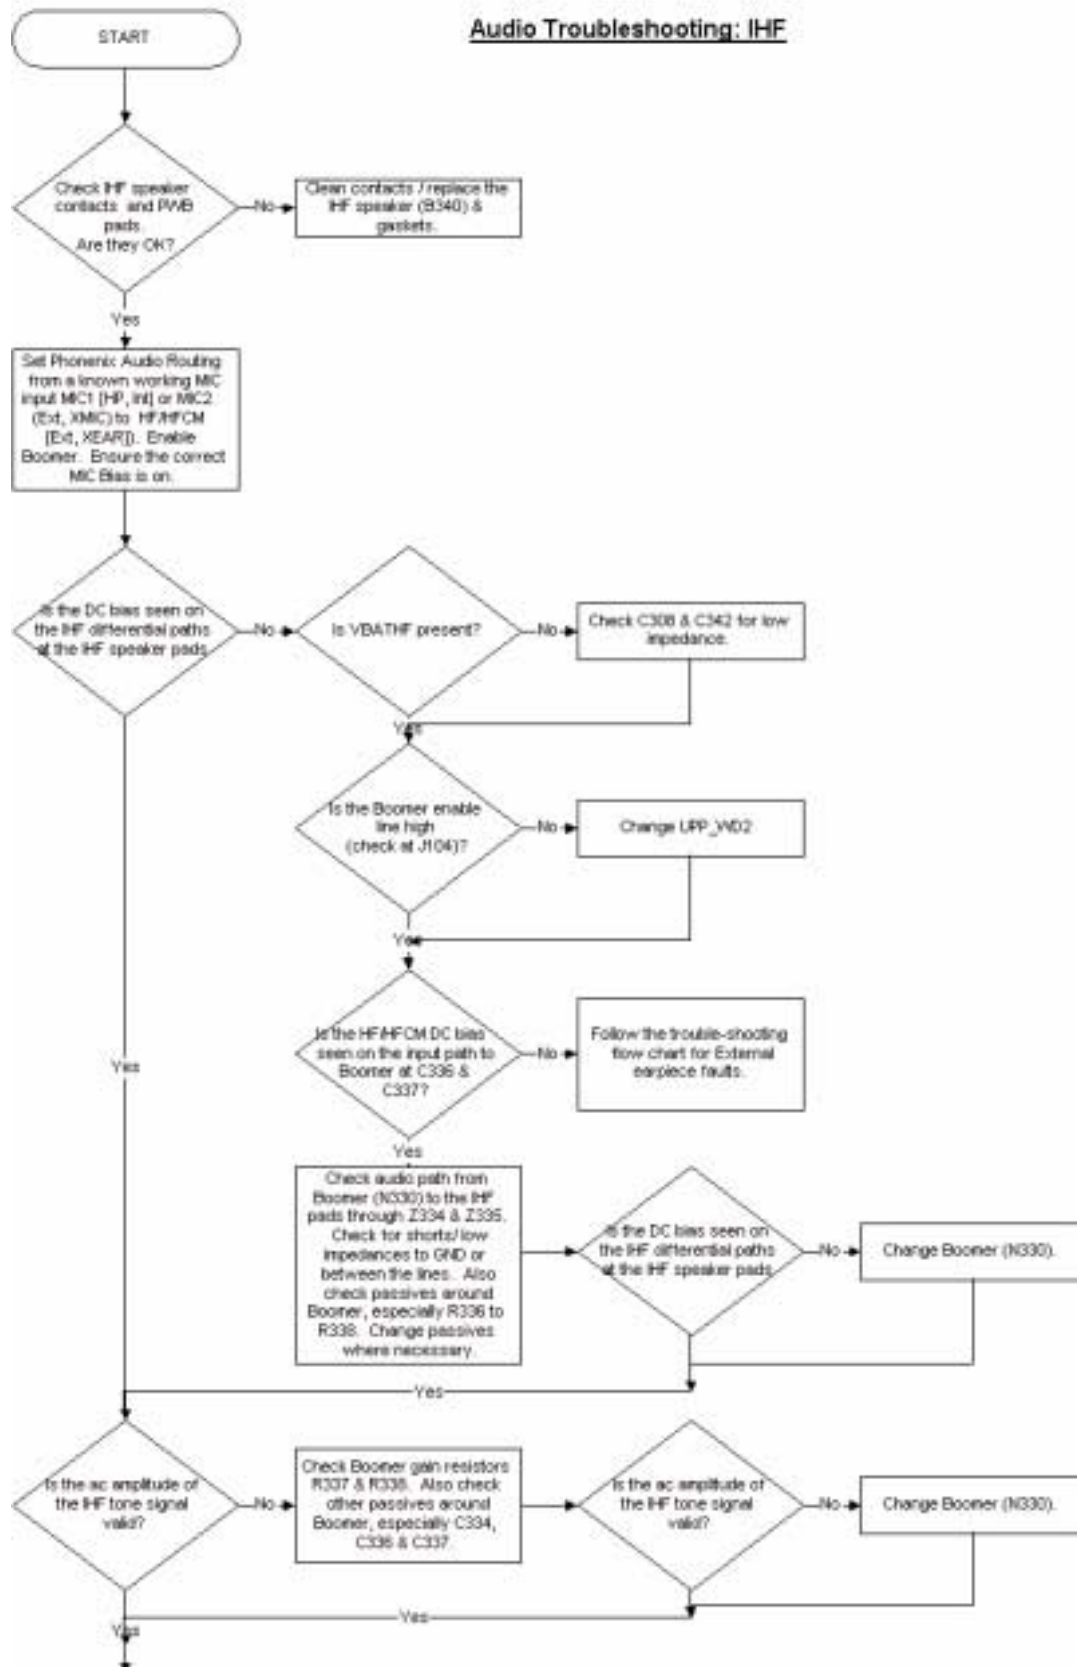 Audio Troubleshooting: IHF
START
Check IHF speaker
contacts and PWB
pads.
Are they OK?
No
Clean contacts / replace the
IHF speaker (B340) &
gaskets.
Yes
Set Phonenix Audio Routing
from a known working MIC
input MIC1 [HP, Int] or MIC2
(Ext, XMIC) to HF/HFCM
[Ext, XEAR]). Enable
Boomer. Ensure the correct
MIC Bias is on.
Is the DC bias seen on
the IHF differential paths
at the IHF speaker pads
No
Is VBATHF present?
No
Check C308 & C342 for low
impedance.
Yes
Is the Boomer enable
line high
(check at J104)?
No
Change UPP_WD2
Yes
Is the HF/HFCM DC bias
seen on the input path to
Boomer at C336 &
C337?
No
Follow the trouble-shooting
flow chart for External
earpiece faults.
Yes
Yes
Check audio path from
Boomer (N330) to the IHF
pads through Z334 & Z335.
Check for shorts/ low
impedances to GND or
between the lines. Also
check passives around
Boomer, especially R336 to
R338. Change passives
where necessary.
Is the DC bias seen on
the IHF differential paths
at the IHF speaker pads
No
Change Boomer (N330).
Yes
Is the ac amplitude of
the IHF tone signal
valid?
No
Check Boomer gain resistors
R337 & R338. Also check
other passives around
Boomer, especially C334,
C336 & C337.
Is the ac amplitude of
the IHF tone signal
valid?
No
Change Boomer (N330).
Yes
Yes